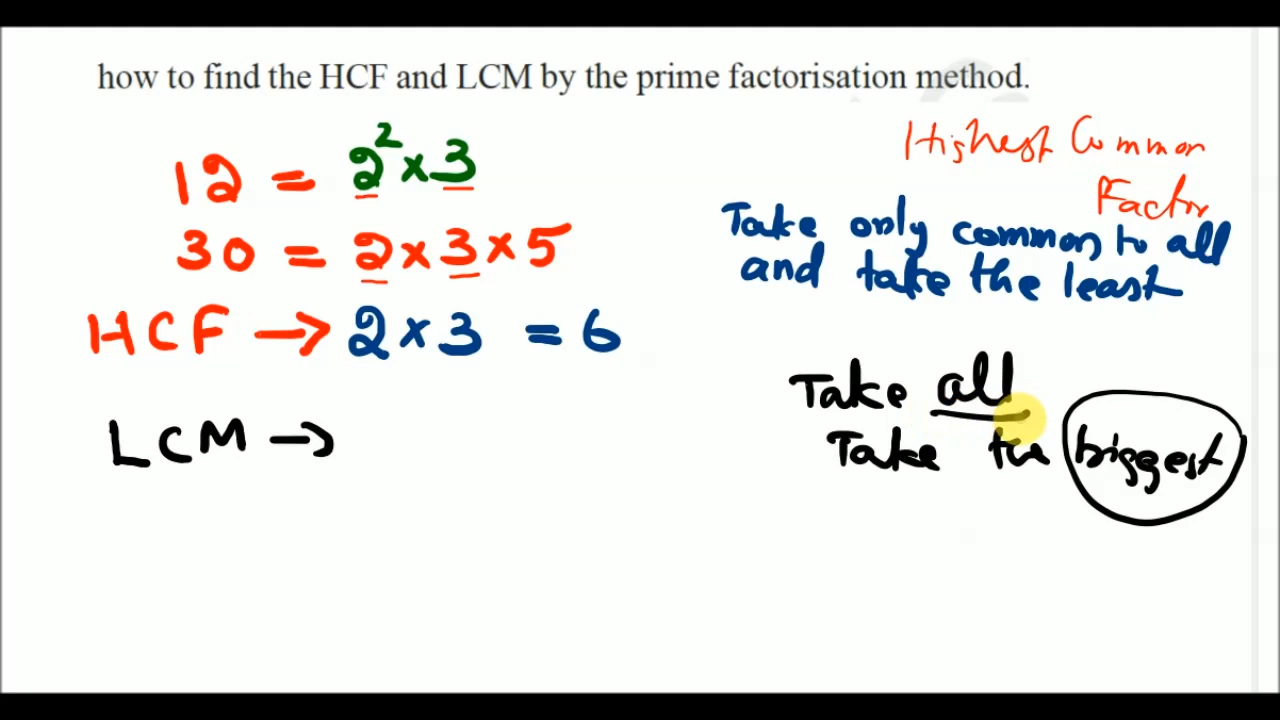 how to find the HCF and LCM by the prime factorisation method.
12 = 2² × 3
30 = 2 × 3 × 5
HCF → 2 × 3 = 6
LCM →
Highest Common
Factor
Take only common to all
and take the least
Take all
Take the biggest